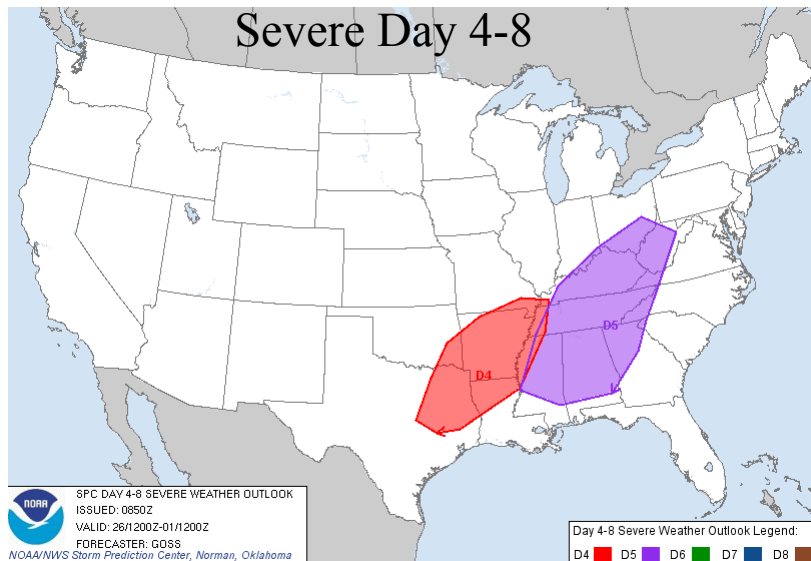 Severe Day 4-8
D5
D4
NOAA
SPC DAY 4-8 SEVERE WEATHER OUTLOOK
ISSUED: 0850Z
VALID: 26/1200Z-01/1200Z
FORECASTER: GOSS
NOAA/NWS Storm Prediction Center, Norman, Oklahoma
Day 4-8 Severe Weather Outlook Legend:
D4 D5 D6 D7 D8